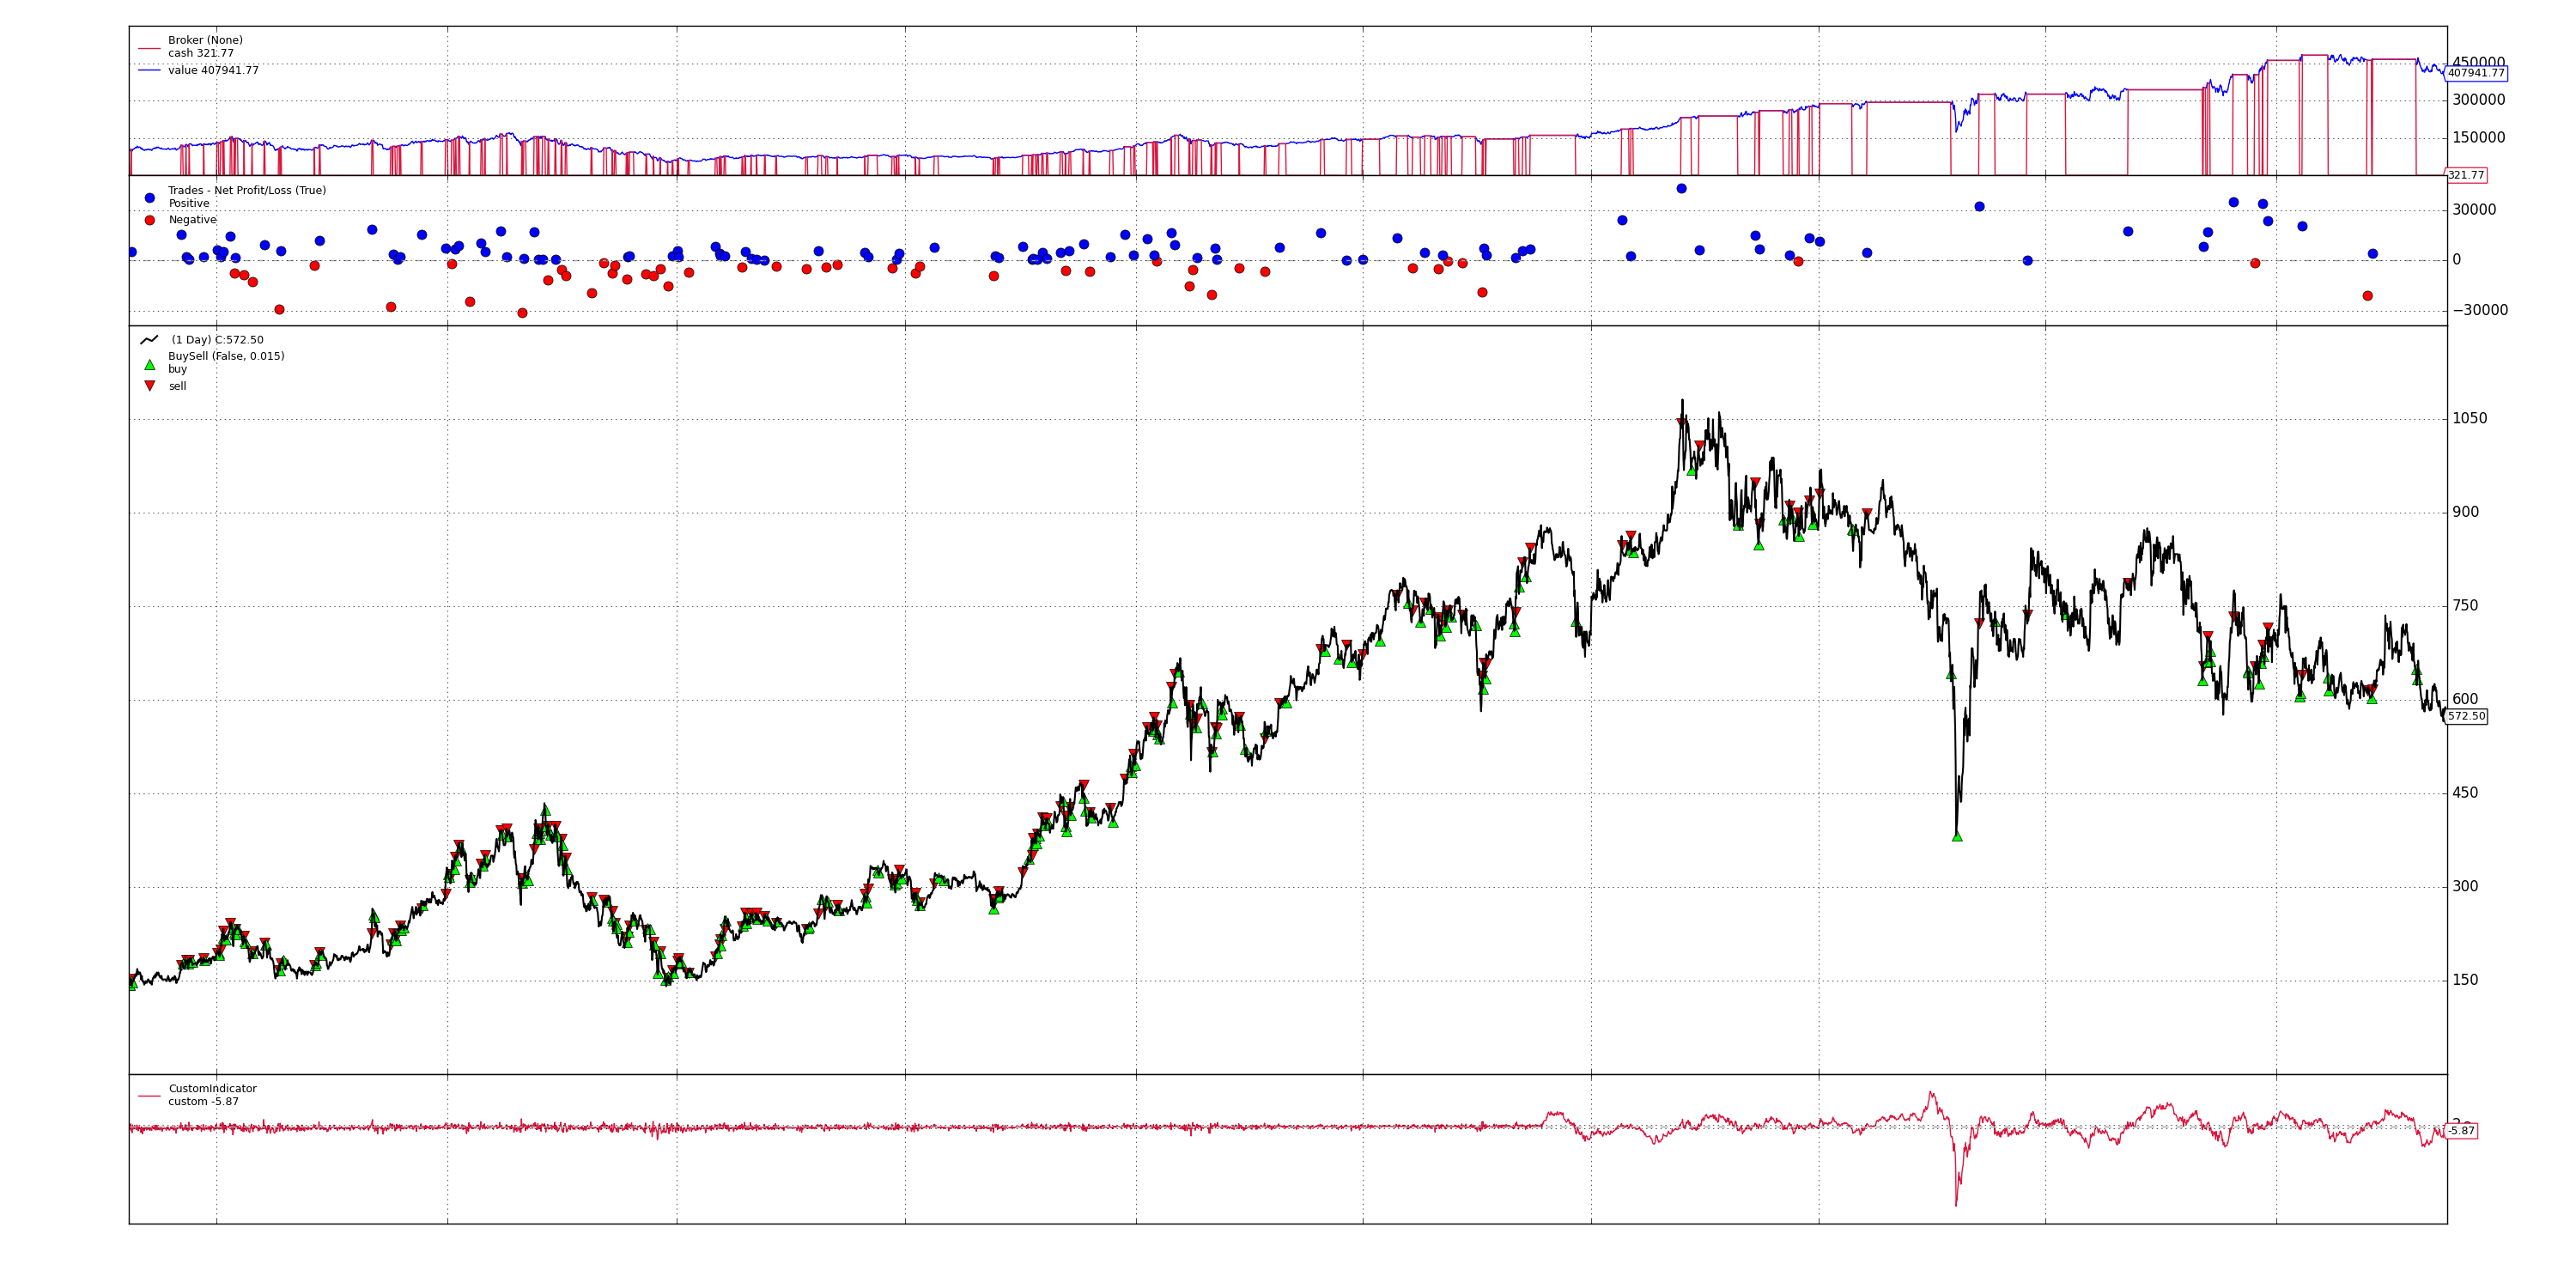 Broker (None)
cash 321.77
value 407941.77
450000
407941.77
300000
150000
321.77
Trades - Net Profit/Loss (True)
Positive
Negative
30000
0
−30000
(1 Day) C:572.50
BuySell (False, 0.015)
buy
sell
1050
900
750
600
572.50
450
300
150
CustomIndicator
custom -5.87
-5.87